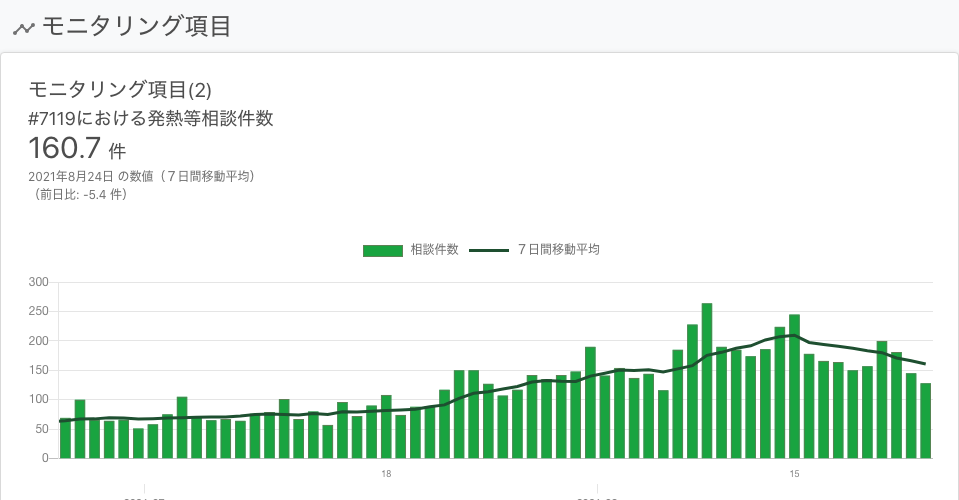 モニタリング項目
モニタリング項目(2)
#7119における発熱等相談件数
160.7 件
2021年8月24日 の数値（７日間移動平均）
（前日比: -5.4 件）
相談件数 ７日間移動平均
300
250
200
150
100
50
0
18 15